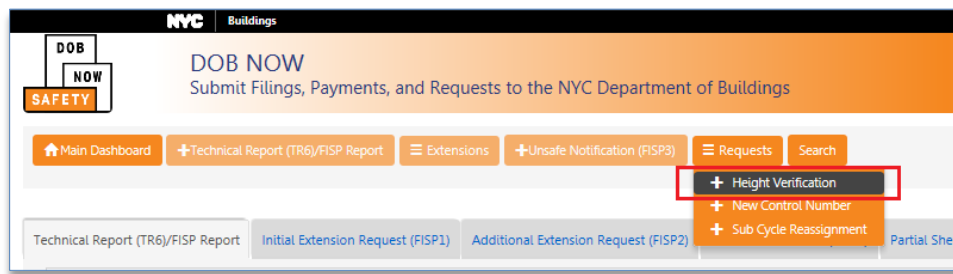 NYC Buildings
DOB
NOW
SAFETY
DOB NOW
Submit Filings, Payments, and Requests to the NYC Department of Buildings
Main Dashboard +Technical Report (TR6)/FISP Report Extensions +Unsafe Notification (FISP3) Requests Search
+ Height Verification
+ New Control Number
+ Sub Cycle Reassignment
Technical Report (TR6)/FISP Report Initial Extension Request (FISP1) Additional Extension Request (FISP2) Partial She